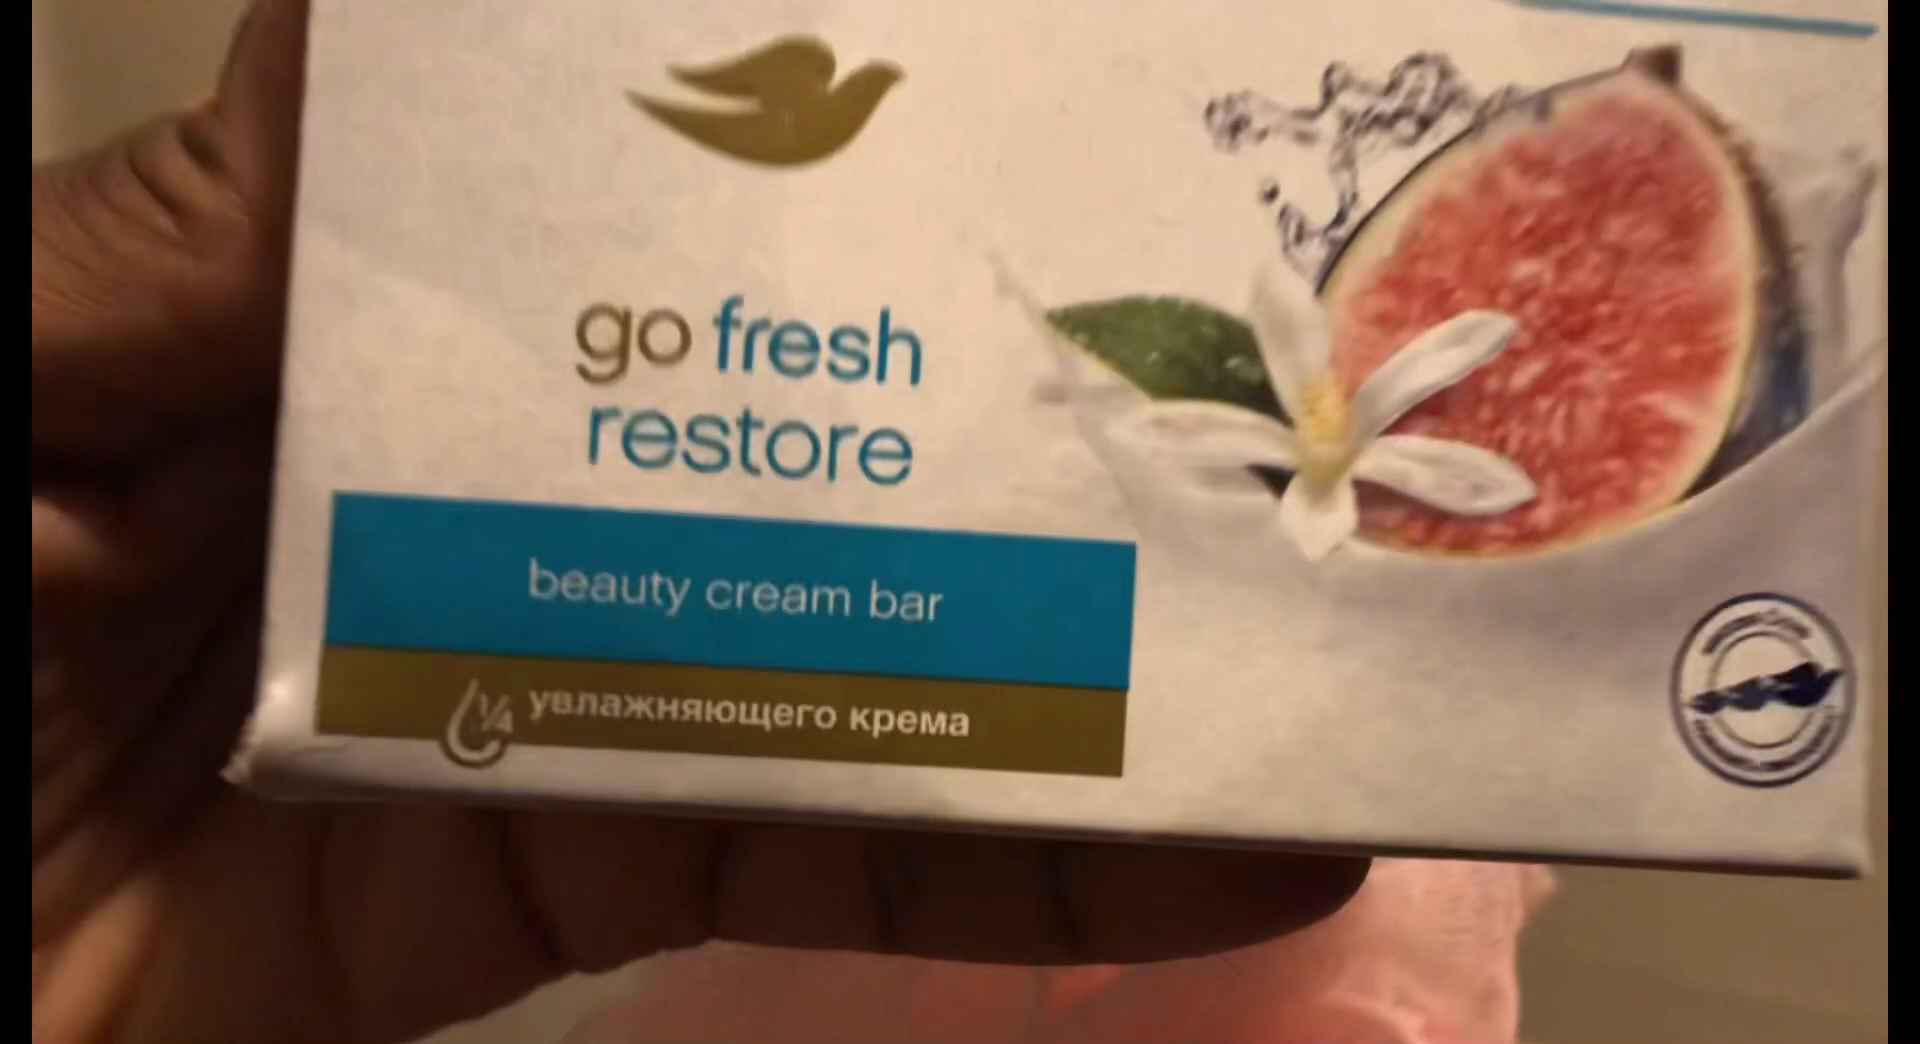 go fresh
restore
beauty cream bar
1/4 увлажняющего крема